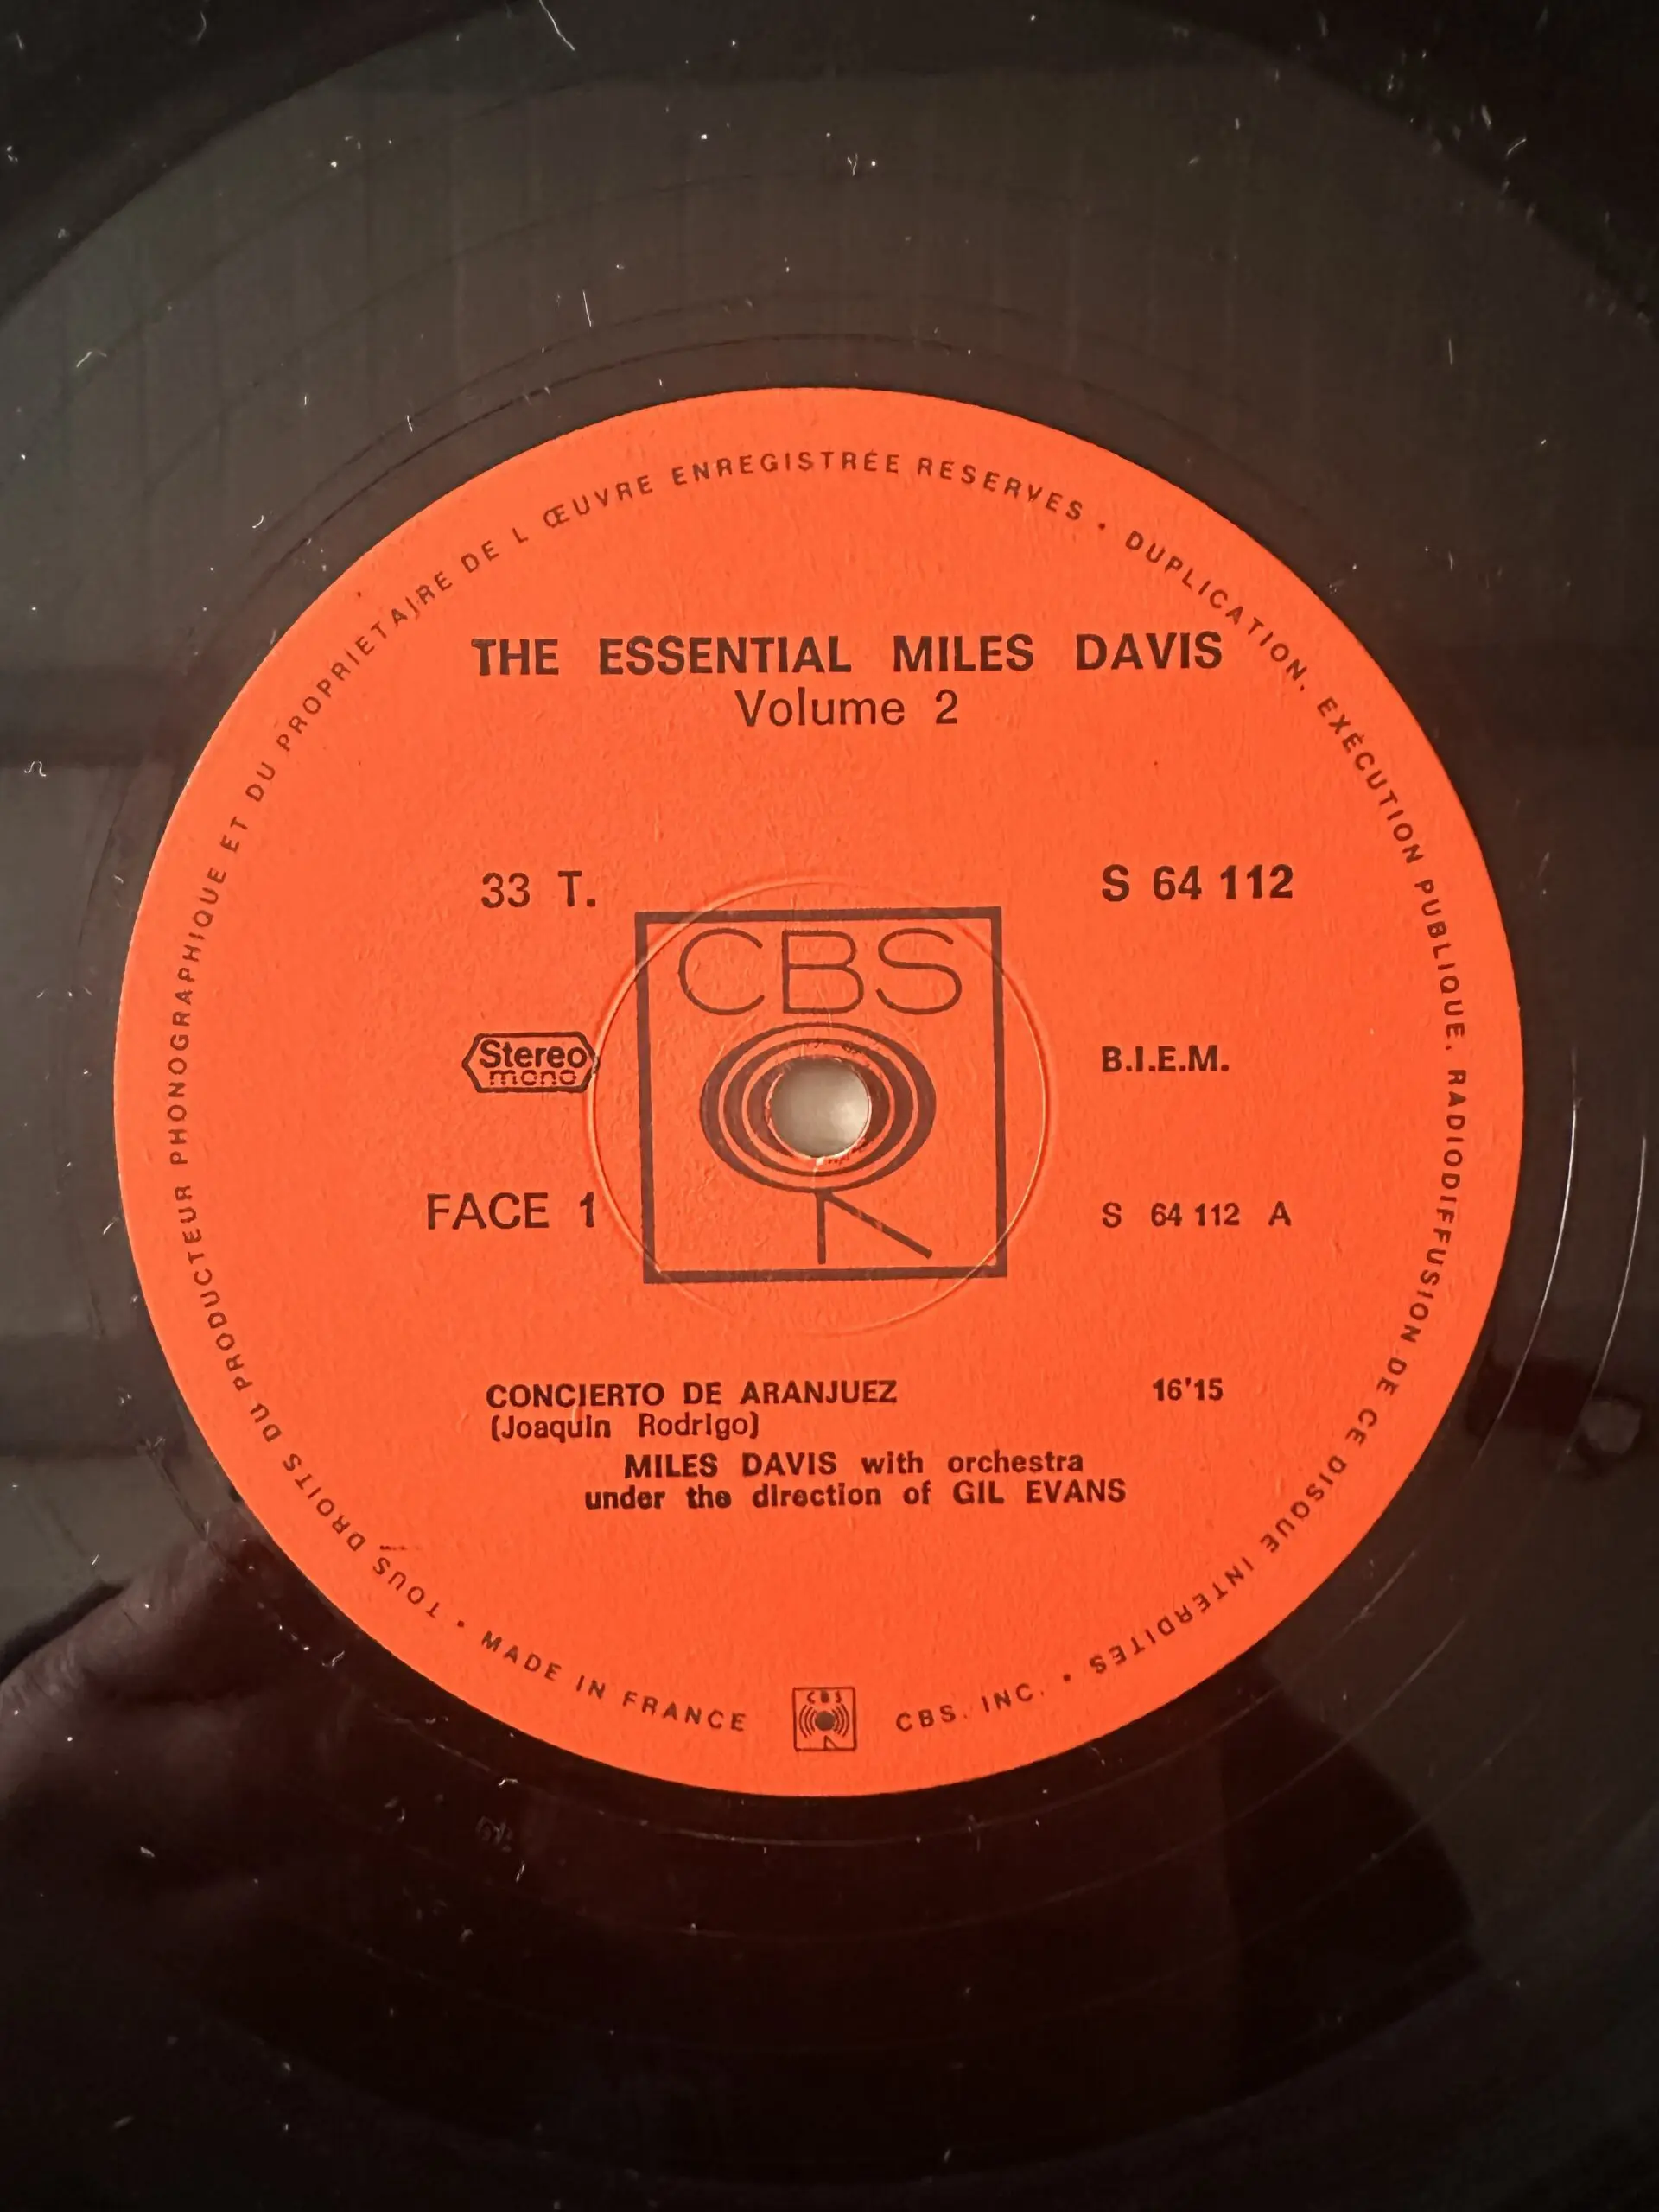 TOUS DROITS DU PRODUCTEUR PHONOGRAPHIQUE ET DU PROPRIETAIRE DE L ŒUVRE ENREGISTRÉE RESERVES • DUPLICATION, EXÉCUTION PUBLIQUE, RADIODIFFUSION DE CE DISQUE INTERDITES •
THE ESSENTIAL MILES DAVIS
Volume 2
33 T.
S 64 112
CBS
Stereo
mono
B.I.E.M.
FACE 1
S 64 112 A
CONCIERTO DE ARANJUEZ 16'15
(Joaquin Rodrigo)
MILES DAVIS with orchestra
under the direction of GIL EVANS
• MADE IN FRANCE
CBS
CBS. INC.